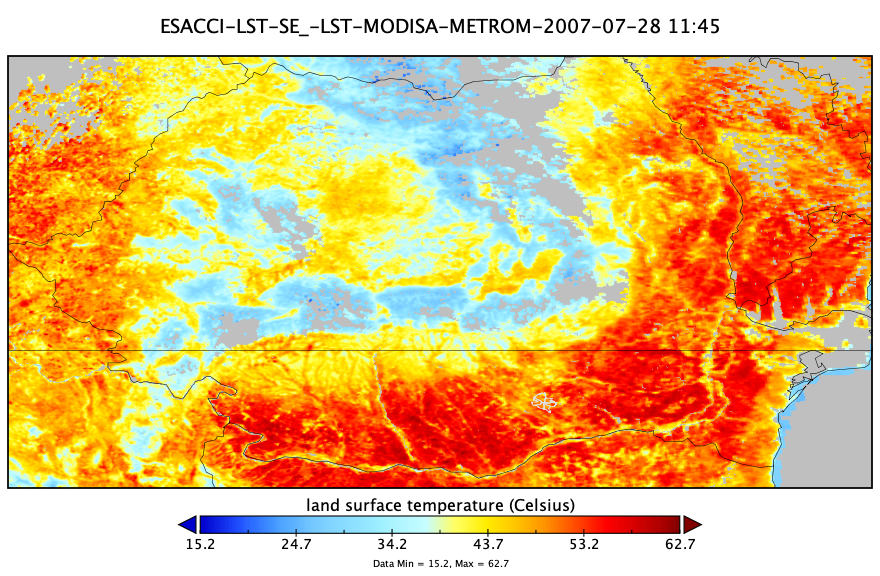 ESACCI-LST-SE_-LST-MODISA-METROM-2007-07-28 11:45
land surface temperature (Celsius)
15.2 24.7 34.2 43.7 53.2 62.7
Data Min = 15.2, Max = 62.7